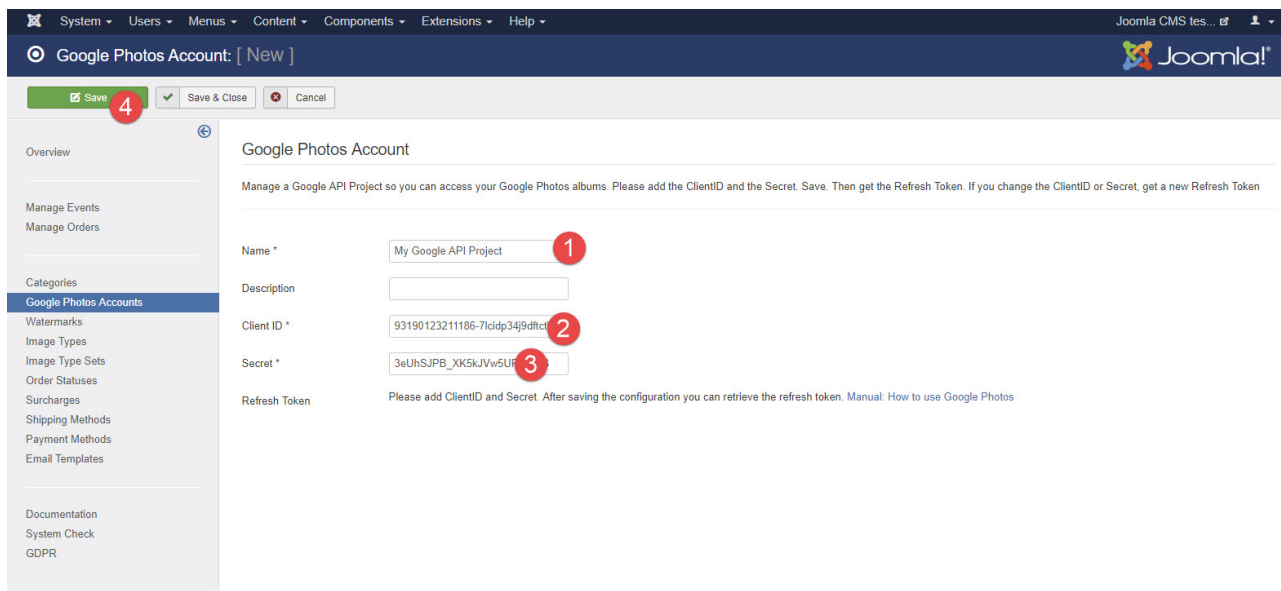 System Users Menus Content Components Extensions Help Joomla CMS tes...
Google Photos Account: [ New ] Joomla!®
Save 4 Save & Close Cancel
Overview
Manage Events
Manage Orders
Categories
Google Photos Accounts
Watermarks
Image Types
Image Type Sets
Order Statuses
Surcharges
Shipping Methods
Payment Methods
Email Templates
Documentation
System Check
GDPR
Google Photos Account
Manage a Google API Project so you can access your Google Photos albums. Please add the ClientID and the Secret. Save. Then get the Refresh Token. If you change the ClientID or Secret, get a new Refresh Token
Name * My Google API Project 1
Description
Client ID * 93190123211186-7lcidp34j9dftct 2
Secret * 3eUhSJPB_XK5kJVw5U 3
Refresh Token Please add ClientID and Secret. After saving the configuration you can retrieve the refresh token. Manual: How to use Google Photos